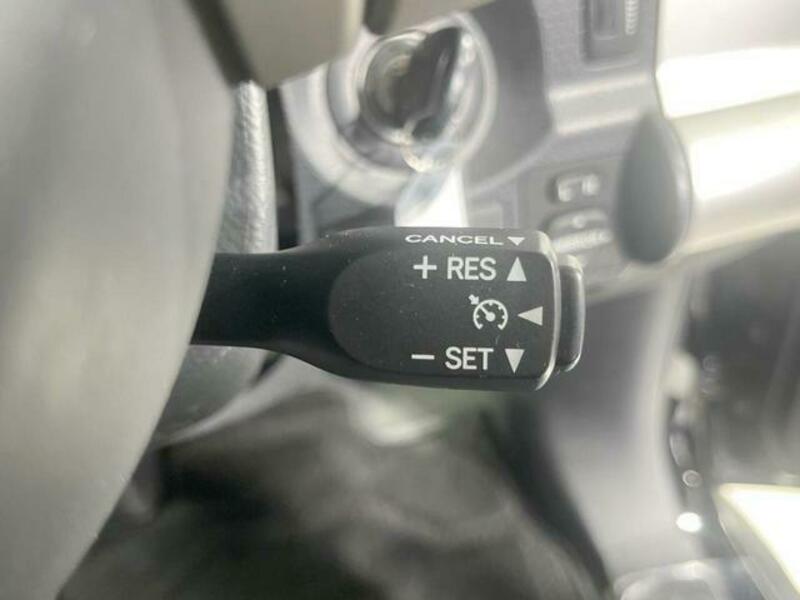 CANCEL▼
+ RES ▲
◀
− SET ▼